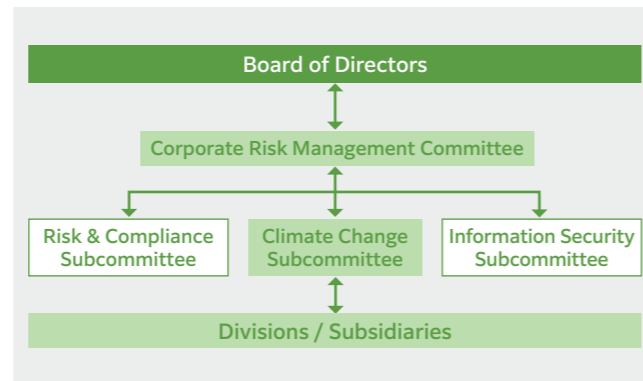 Board of Directors
Corporate Risk Management Committee
Risk & Compliance
Subcommittee
Climate Change
Subcommittee
Information Security
Subcommittee
Divisions / Subsidiaries